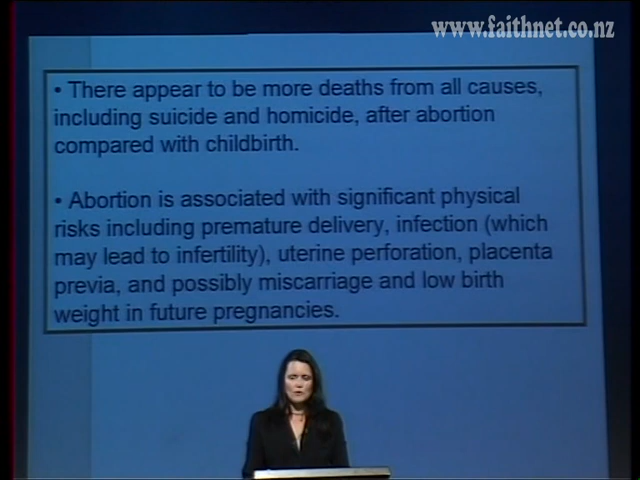 www.faithnet.co.nz
• There appear to be more deaths from all causes,
including suicide and homicide, after abortion
compared with childbirth.
• Abortion is associated with significant physical
risks including premature delivery, infection (which
may lead to infertility), uterine perforation, placenta
previa, and possibly miscarriage and low birth
weight in future pregnancies.